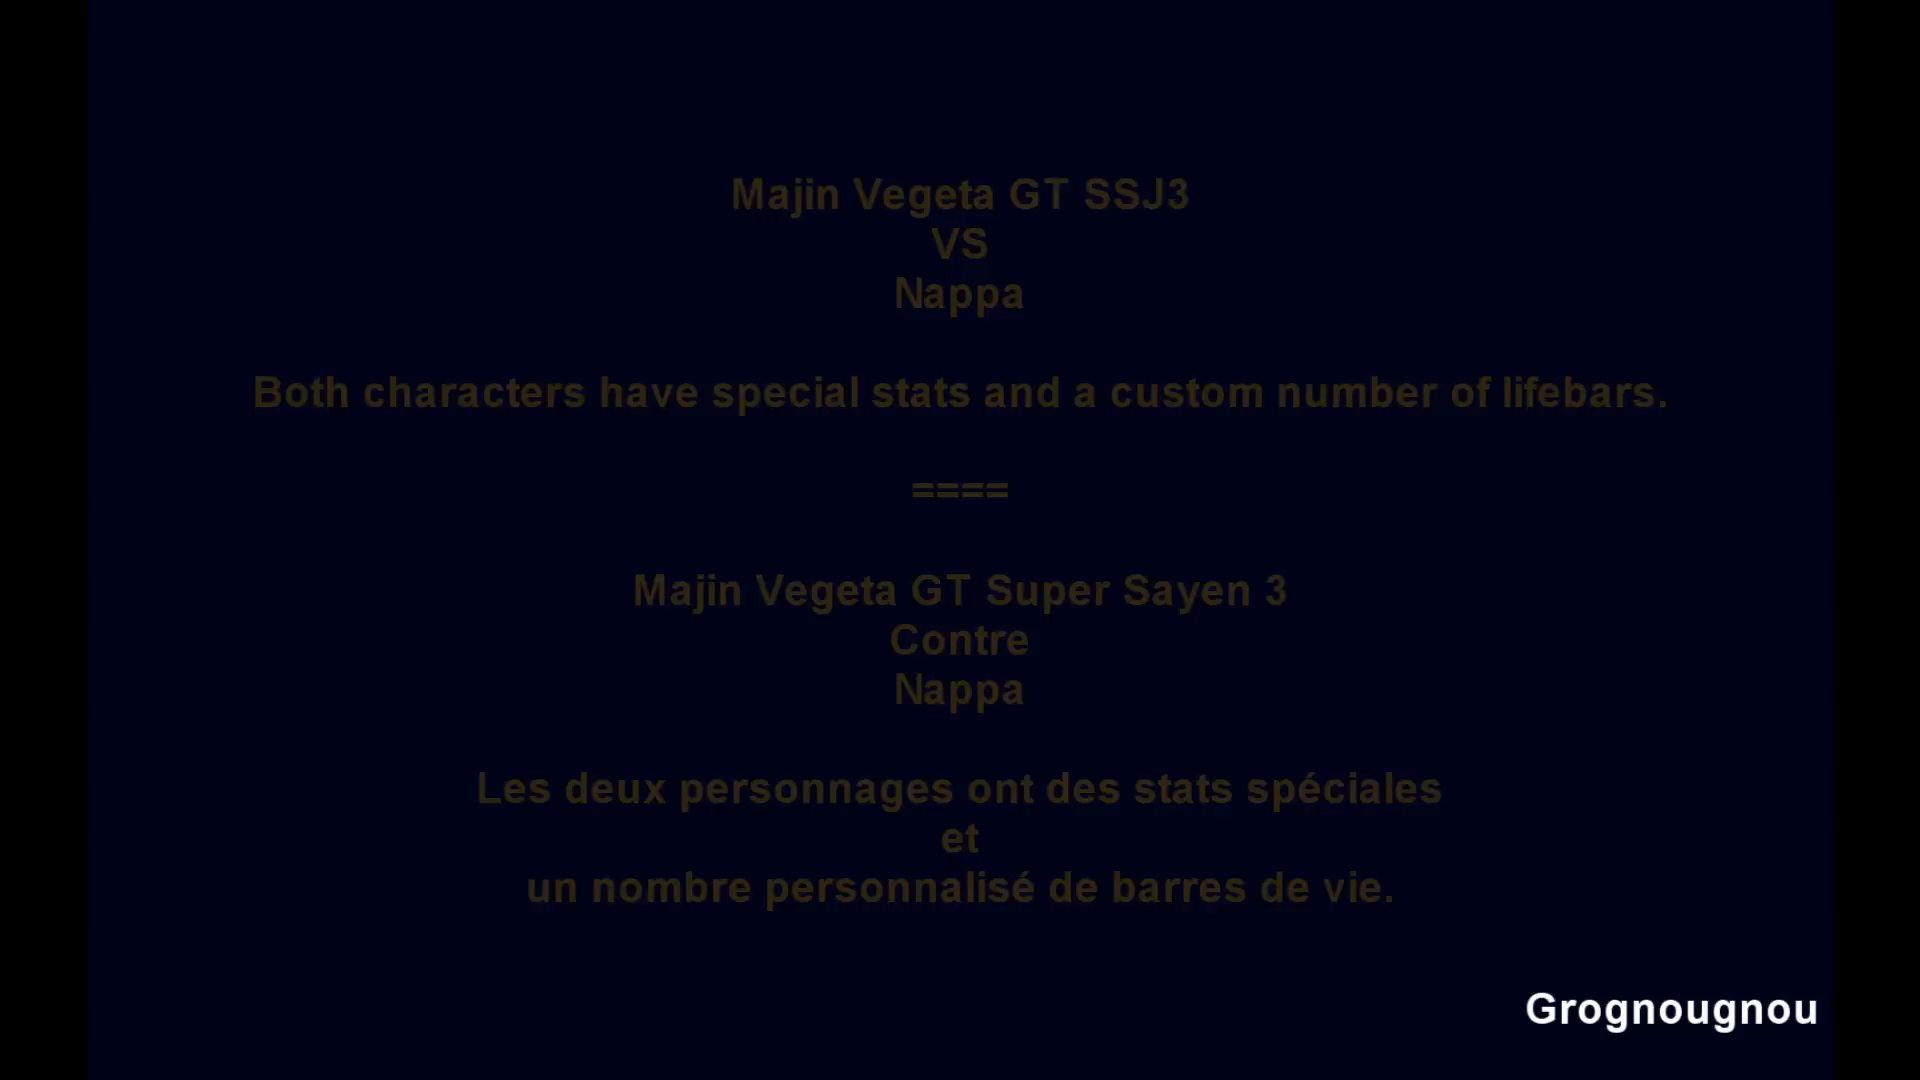 Majin Vegeta GT SSJ3
VS
Nappa
Both characters have special stats and a custom number of lifebars.
====
Majin Vegeta GT Super Sayen 3
Contre
Nappa
Les deux personnages ont des stats spéciales
et
un nombre personnalisé de barres de vie.
Grognougnou